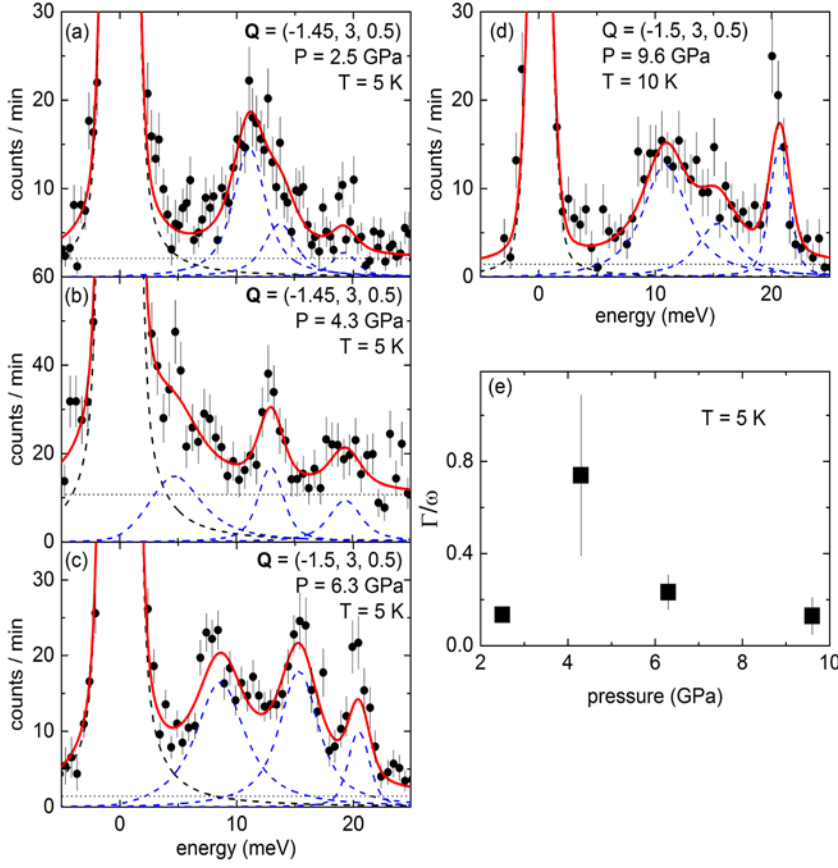 30
(a)
Q = (-1.45, 3, 0.5)
P = 2.5 GPa
T = 5 K
20
10
counts / min
60
(b)
Q = (-1.45, 3, 0.5)
P = 4.3 GPa
T = 5 K
40
20
0
counts / min
(c)
Q = (-1.5, 3, 0.5)
P = 6.3 GPa
T = 5 K
30
20
10
0
counts / min
0 10 20
energy (meV)
30
(d)
Q = (-1.5, 3, 0.5)
P = 9.6 GPa
T = 10 K
20
10
0
counts / min
0 10 20
energy (meV)
(e)
T = 5 K
0.8
0.4
0.0
Γ/ω
2 4 6 8 10
pressure (GPa)